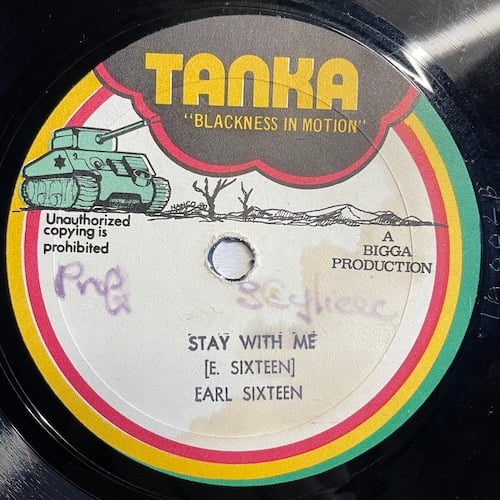 TANKA
"BLACKNESS IN MOTION"
Unauthorized
copying is
prohibited
A
BIGGA
PRODUCTION
STAY WITH ME
[E. SIXTEEN]
EARL SIXTEEN